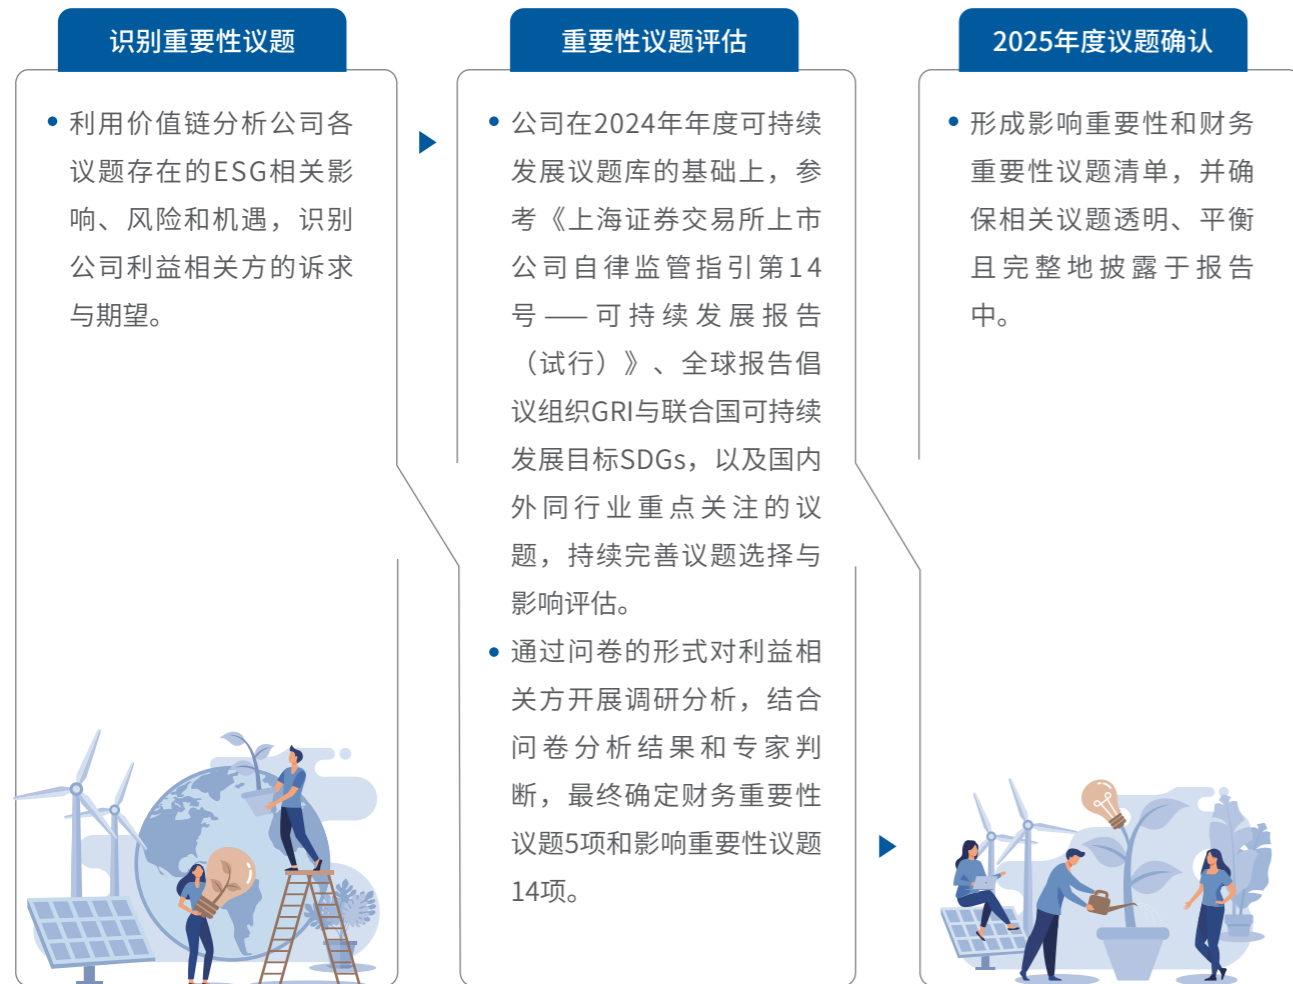 识别重要性议题
• 利用价值链分析公司各
议题存在的ESG相关影
响、风险和机遇，识别
公司利益相关方的诉求
与期望。
重要性议题评估
• 公司在2024年年度可持续
发展议题库的基础上，参
考《上海证券交易所上市
公司自律监管指引第14
号——可持续发展报告
（试行）》、全球报告倡
议组织GRI与联合国可持续
发展目标SDGs，以及国内
外同行业重点关注的议
题，持续完善议题选择与
影响评估。
• 通过问卷的形式对利益相
关方开展调研分析，结合
问卷分析结果和专家判
断，最终确定财务重要性
议题5项和影响重要性议题
14项。
2025年度议题确认
• 形成影响重要性和财务
重要性议题清单，并确
保相关议题透明、平衡
且完整地披露于报告
中。